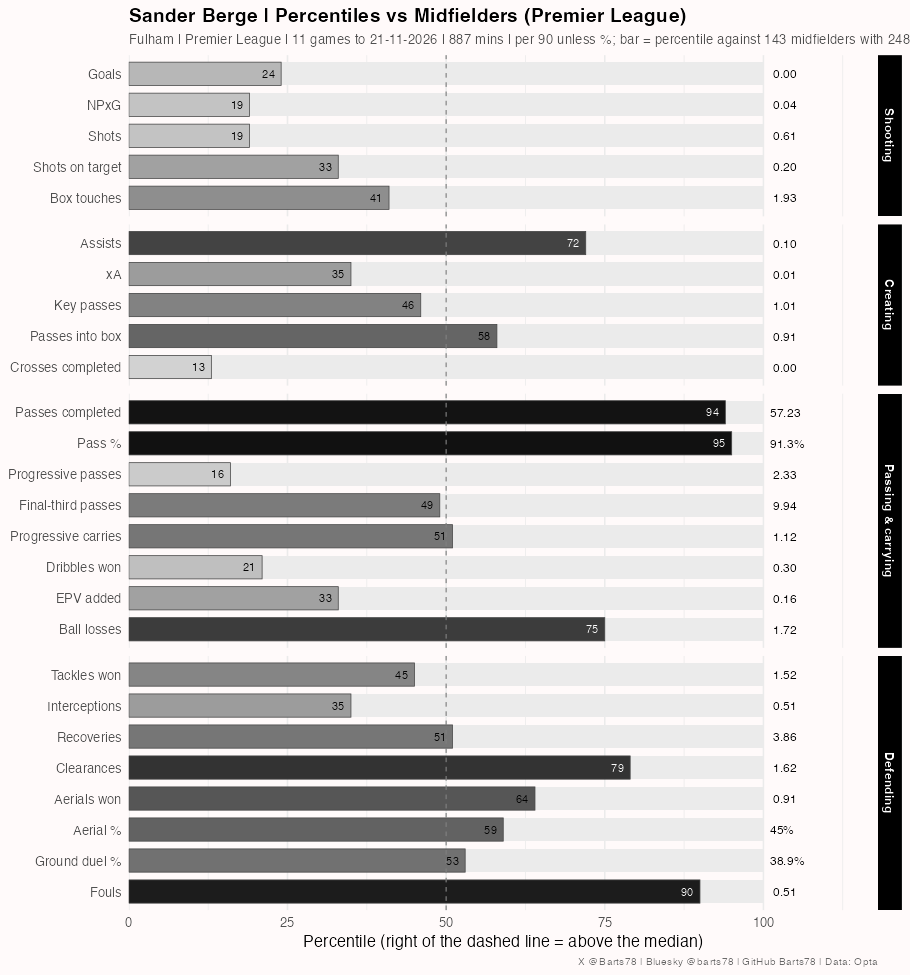 Sander Berge | Percentiles vs Midfielders (Premier League)
Fulham | Premier League | 11 games to 21-11-2026 | 887 mins | per 90 unless %; bar = percentile against 143 midfielders with 248
Shooting
Goals 24 0.00
NPxG 19 0.04
Shots 19 0.61
Shots on target 33 0.20
Box touches 41 1.93
Creating
Assists 72 0.10
xA 35 0.01
Key passes 46 1.01
Passes into box 58 0.91
Crosses completed 13 0.00
Passing & carrying
Passes completed 94 57.23
Pass % 95 91.3%
Progressive passes 16 2.33
Final-third passes 49 9.94
Progressive carries 51 1.12
Dribbles won 21 0.30
EPV added 33 0.16
Ball losses 75 1.72
Defending
Tackles won 45 1.52
Interceptions 35 0.51
Recoveries 51 3.86
Clearances 79 1.62
Aerials won 64 0.91
Aerial % 59 45%
Ground duel % 53 38.9%
Fouls 90 0.51
0 25 50 75 100
Percentile (right of the dashed line = above the median)
X @Barts78 | Bluesky @barts78 | GitHub Barts78 | Data: Opta